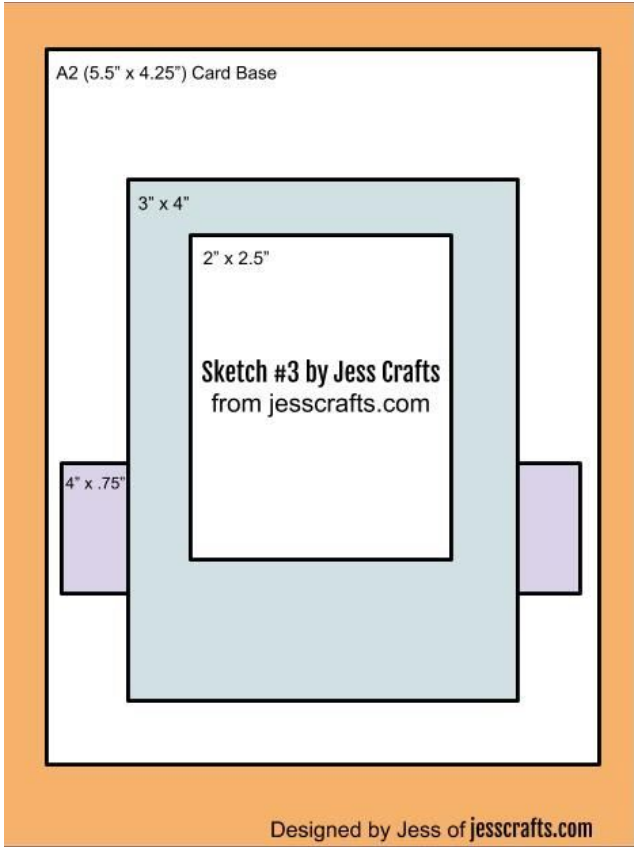 A2 (5.5" x 4.25") Card Base
3" x 4"
2" x 2.5"
Sketch #3 by Jess Crafts
from jesscrafts.com
4" x .75"
Designed by Jess of jesscrafts.com